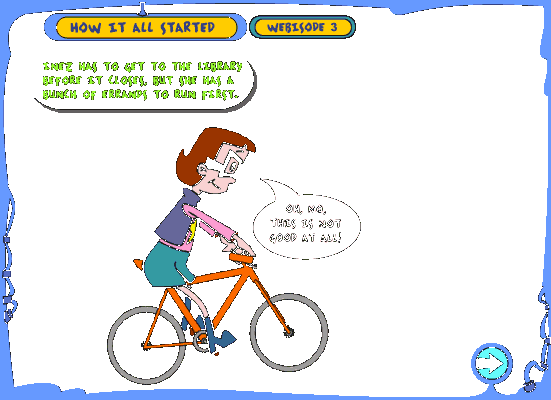 HOW IT ALL STARTED
WEBISODE 3
INEZ HAS TO GET TO THE LIBRARY
BEFORE IT CLOSES, BUT SHE HAS A
BUNCH OF ERRANDS TO RUN FIRST.
OH, NO,
THIS IS NOT
GOOD AT ALL!